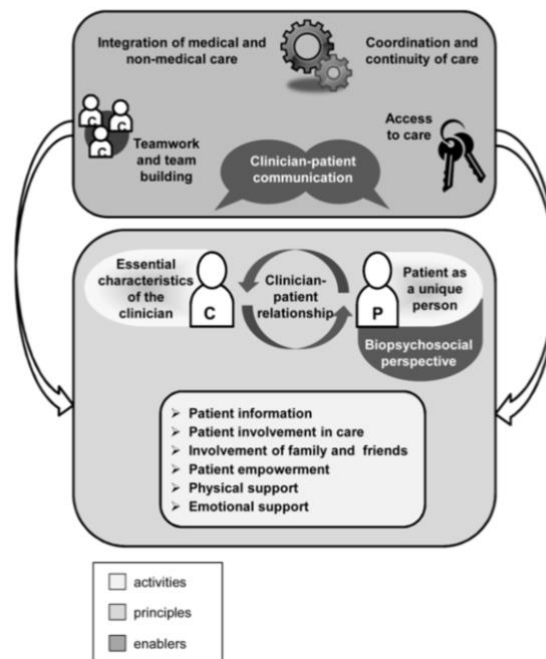 Integration of medical and
non-medical care
Coordination and
continuity of care
Access
to care
C
C
C
Teamwork
and team
building
Clinician-patient
communication
Essential
characteristics
of the
clinician
C
Clinician-
patient
relationship
P
Patient as
a unique
person
Biopsychosocial
perspective
➢ Patient information
➢ Patient involvement in care
➢ Involvement of family and friends
➢ Patient empowerment
➢ Physical support
➢ Emotional support
activities
principles
enablers